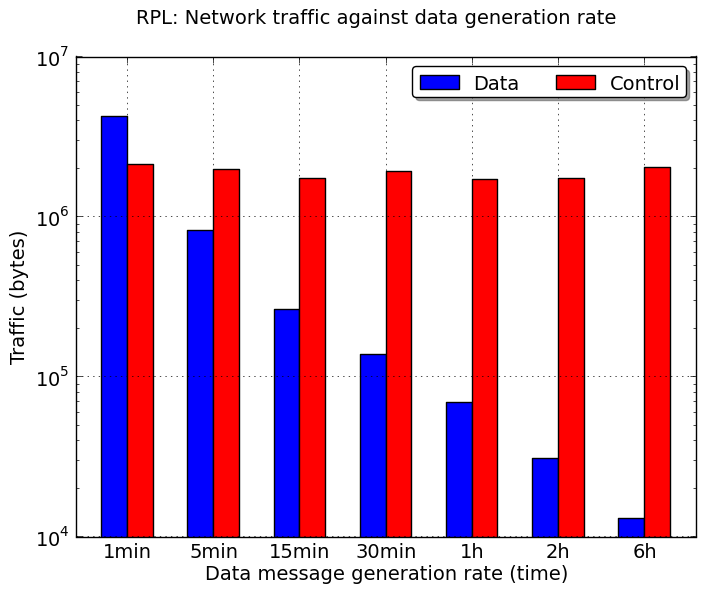 RPL: Network traffic against data generation rate
Data Control
10^7
10^6
10^5
10^4
Traffic (bytes)
1min 5min 15min 30min 1h 2h 6h
Data message generation rate (time)